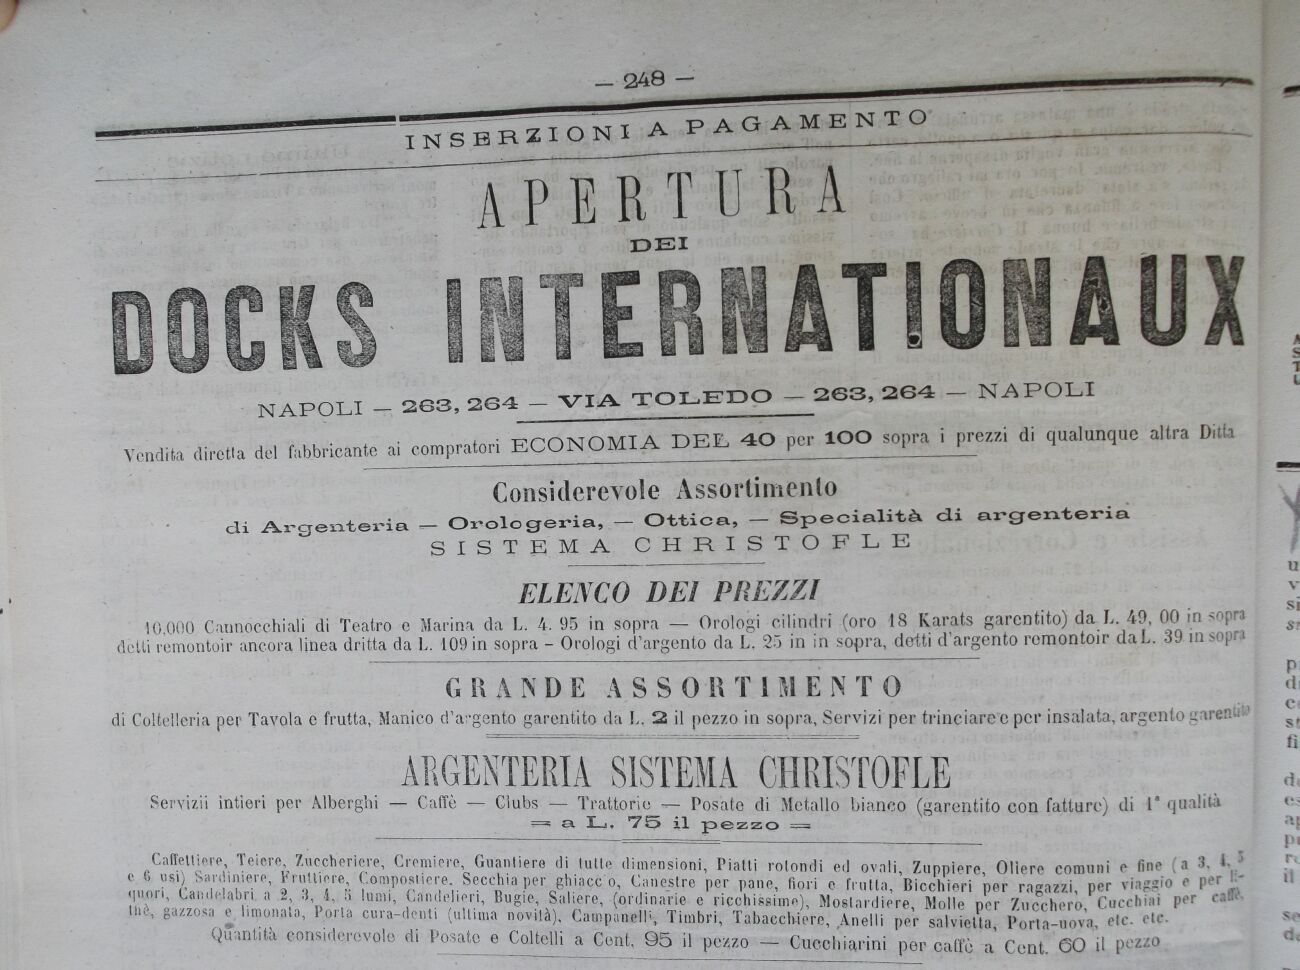 — 248 —
INSERZIONI A PAGAMENTO
APERTURA
DEI
DOCKS INTERNATIONAUX
NAPOLI — 263, 264 — VIA TOLEDO — 263, 264 — NAPOLI
Vendita diretta del fabbricante ai compratori ECONOMIA DEL 40 per 100 sopra i prezzi di qualunque altra Ditta
Considerevole Assortimento
di Argenteria — Orologeria, — Ottica, — Specialità di argenteria
SISTEMA CHRISTOFLE
ELENCO DEI PREZZI
10.000 Cannocchiali di Teatro e Marina da L. 4. 95 in sopra — Orologi cilindri (oro 18 Karats garentito) da L. 49, 00 in sopra
detti remontoir ancora linea dritta da L. 109 in sopra - Orologi d'argento da L. 25 in in sopra, detti d'argento remontoir da L. 39 in sopra
GRANDE ASSORTIMENTO
di Coltelleria per Tavola e frutta, Manico d'argento garentito da L. 2 il pezzo in sopra, Servizi per trinciare e per insalata, argento garentito
ARGENTERIA SISTEMA CHRISTOFLE
Servizii intieri per Alberghi — Caffè — Clubs — Trattorie — Posate di Metallo bianco (garentito con fatture) di 1ª qualità
= a L. 75 il pezzo =
Caffettiere, Teiere, Zuccheriere, Cremiere, Guantiere di tutte dimensioni, Piatti rotondi ed ovali, Zuppiere, Oliere comuni e fine (a 3, 4, 5
e 6 usi) Sardiniere, Fruttiere, Compostiere, Secchia per ghiaccio, Canestre per pane, fiori e frutta, Bicchieri per ragazzi, per viaggio e per li-
quori, Candelabri a 2, 3, 4, 5 lumi, Candelieri, Bugie, Saliere, (ordinarie e ricchissime), Mostardiere, Molle per Zucchero, Cucchiai per caffè,
thè, gazzosa e limonata, Porta cura-denti (ultima novità), Campanelli, Timbri, Tabacchiere, Anelli per salvietta, Porta-uova, etc. etc.
Quantità considerevole di Posate e Coltelli a Cent. 95 il pezzo — Cucchiarini per caffè a Cent. 60 il pezzo